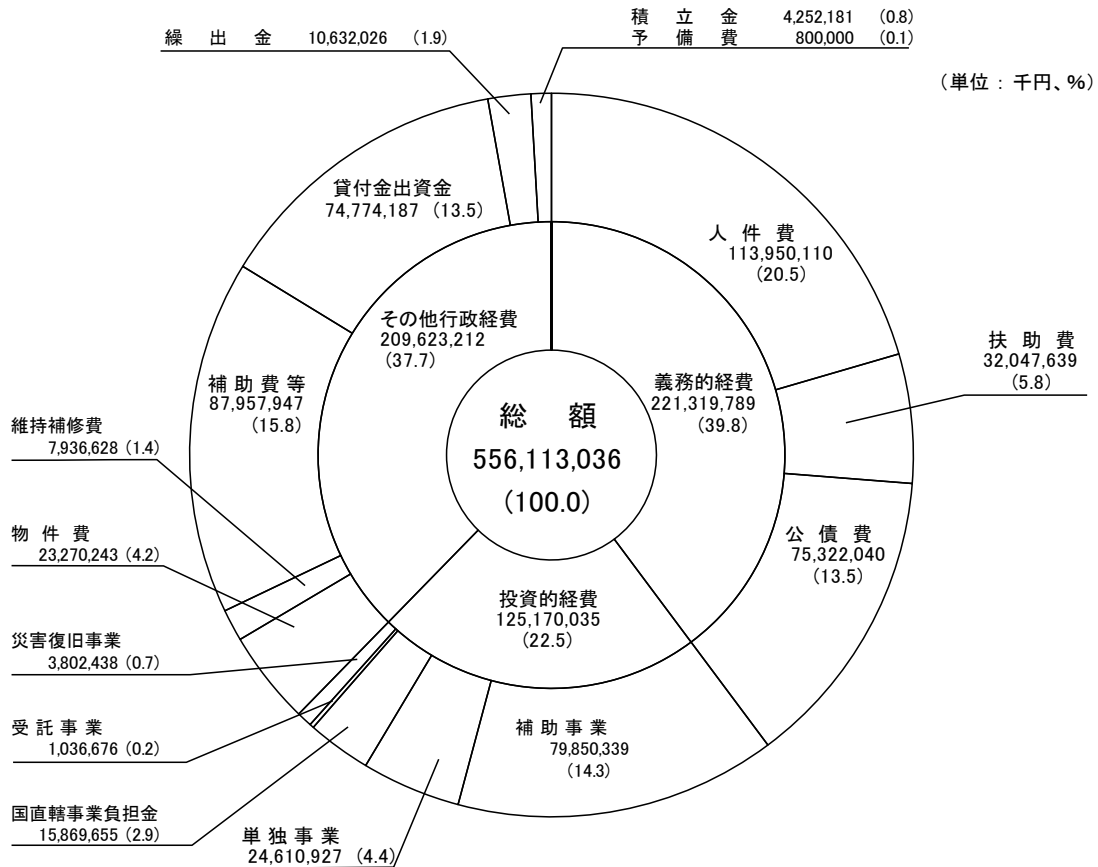 積立金 4,252,181 (0.8)
予備費 800,000 (0.1)
繰出金 10,632,026 (1.9)
（単位：千円、％）
貸付金出資金
74,774,187 (13.5)
人件費
113,950,110
(20.5)
その他行政経費
209,623,212
(37.7)
扶助費
32,047,639
(5.8)
補助費等
87,957,947
(15.8)
義務的経費
221,319,789
(39.8)
総額
556,113,036
(100.0)
維持補修費
7,936,628 (1.4)
物件費
23,270,243 (4.2)
公債費
75,322,040
(13.5)
投資的経費
125,170,035
(22.5)
災害復旧事業
3,802,438 (0.7)
受託事業
1,036,676 (0.2)
補助事業
79,850,339
(14.3)
国直轄事業負担金
15,869,655 (2.9)
単独事業
24,610,927 (4.4)